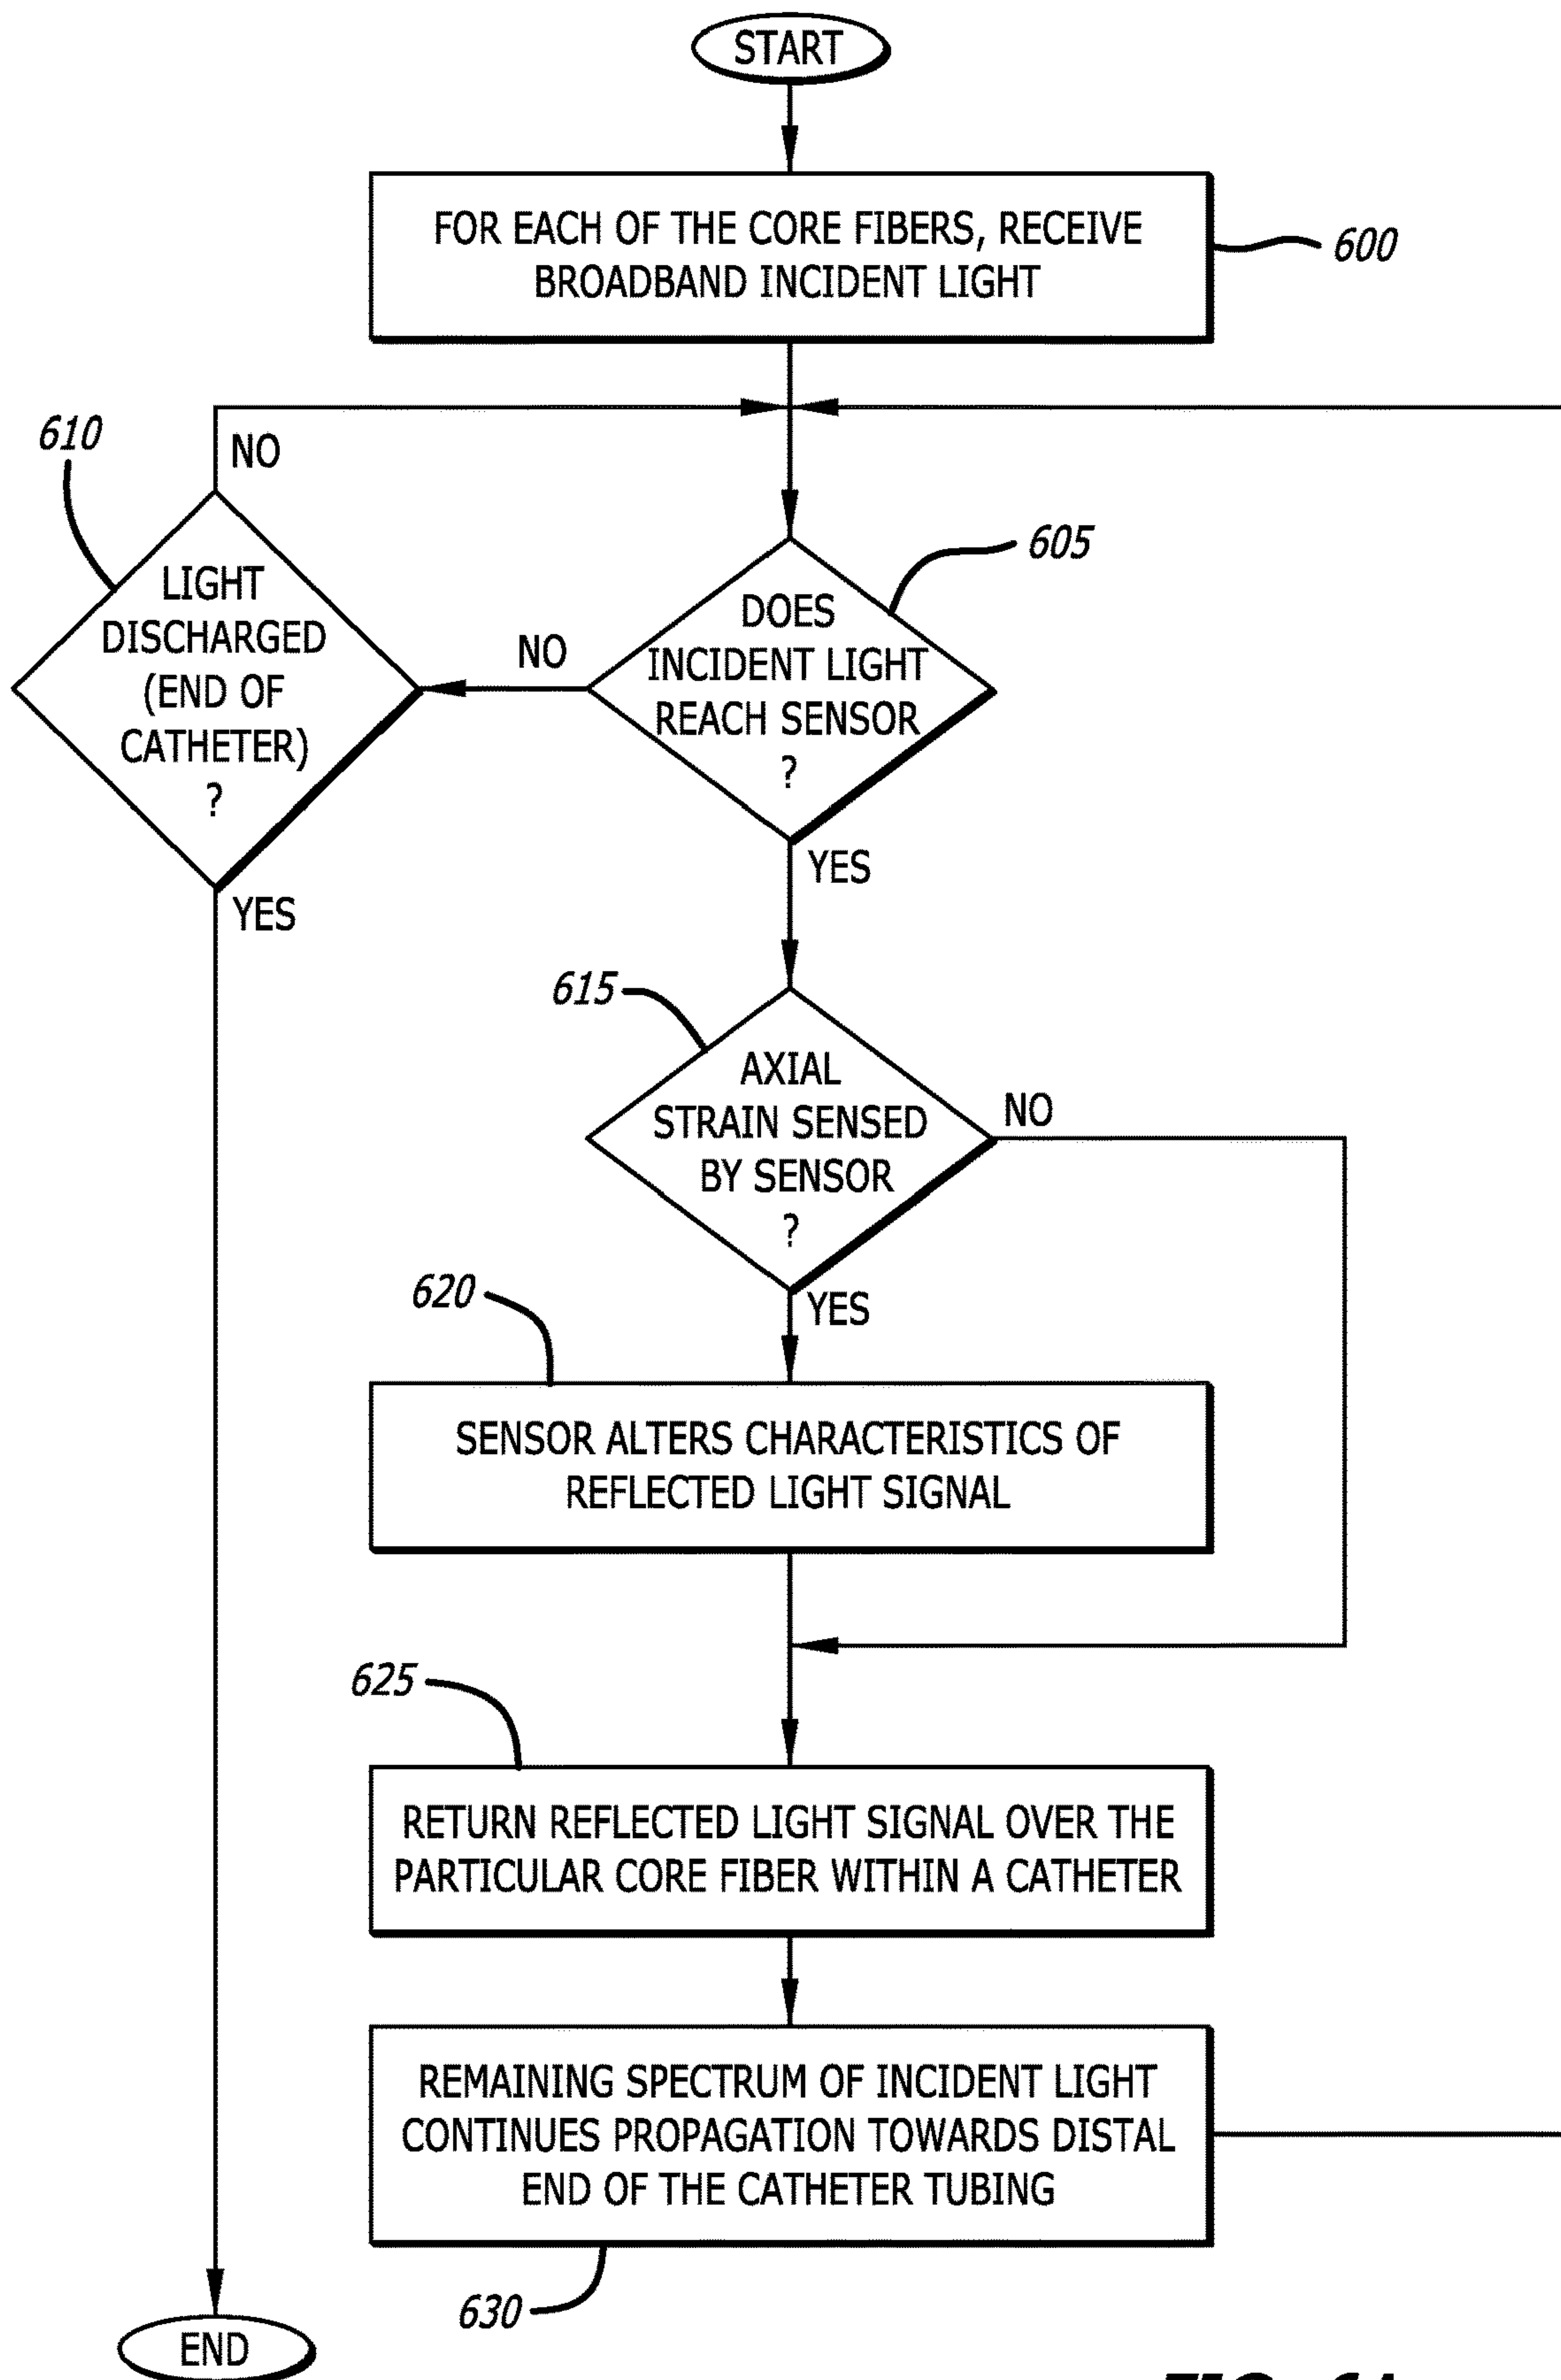 START
FOR EACH OF THE CORE FIBERS, RECEIVE
BROADBAND INCIDENT LIGHT
600
610
NO
605
LIGHT
DISCHARGED
(END OF
CATHETER)
?
NO
DOES
INCIDENT LIGHT
REACH SENSOR
?
YES
YES
615
AXIAL
STRAIN SENSED
BY SENSOR
?
NO
YES
620
SENSOR ALTERS CHARACTERISTICS OF
REFLECTED LIGHT SIGNAL
625
RETURN REFLECTED LIGHT SIGNAL OVER THE
PARTICULAR CORE FIBER WITHIN A CATHETER
REMAINING SPECTRUM OF INCIDENT LIGHT
CONTINUES PROPAGATION TOWARDS DISTAL
END OF THE CATHETER TUBING
630
END